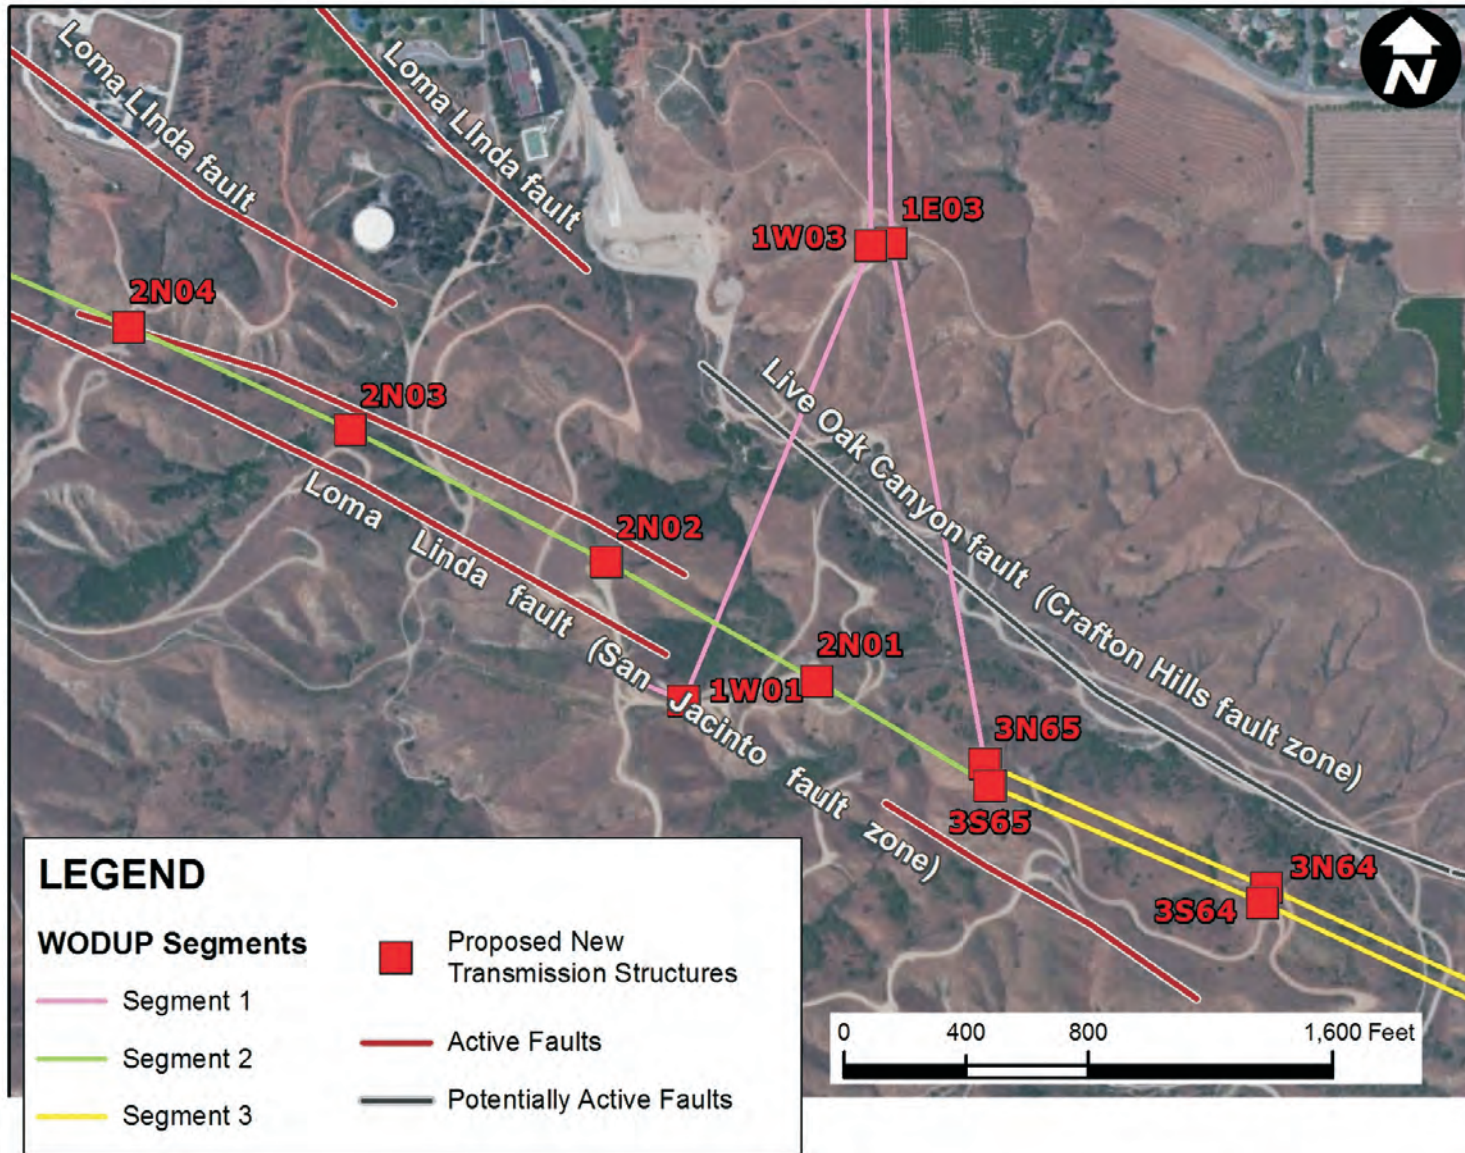 N
Loma LInda fault
Loma LInda fault
1E03
1W03
2N04
2N03
Live Oak Canyon fault (Crafton Hills fault zone)
Loma Linda fault (San Jacinto fault zone)
2N02
2N01
1W01
3N65
3S65
3N64
3S64
LEGEND
WODUP Segments
Segment 1
Segment 2
Segment 3
Proposed New
Transmission Structures
Active Faults
Potentially Active Faults
0 400 800 1,600 Feet